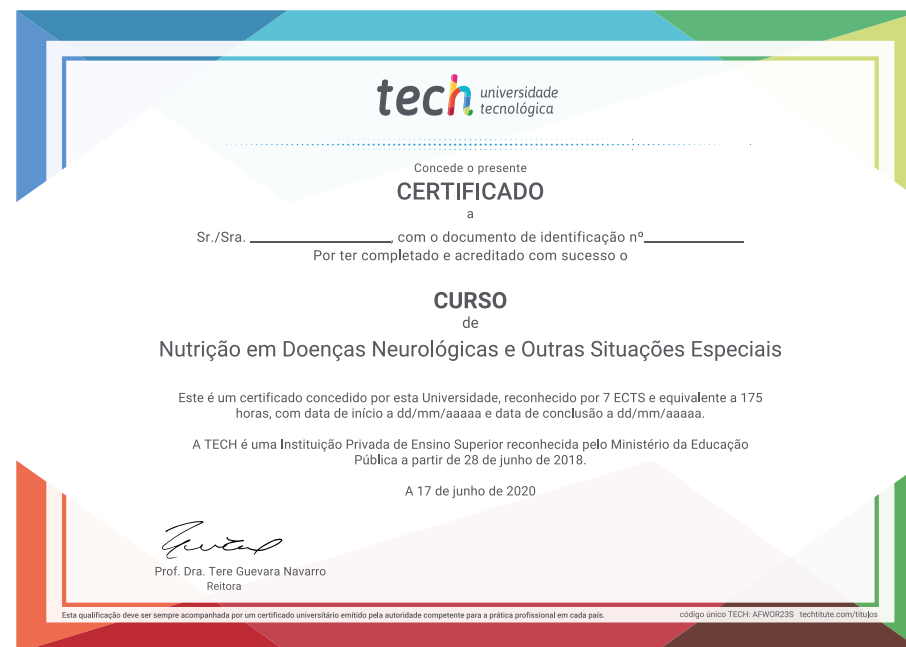 tech universidade
tecnológica
Concede o presente
CERTIFICADO
a
Sr./Sra. ____________, com o documento de identificação nº____________
Por ter completado e acreditado com sucesso o
CURSO
de
Nutrição em Doenças Neurológicas e Outras Situações Especiais
Este é um certificado concedido por esta Universidade, reconhecido por 7 ECTS e equivalente a 175
horas, com data de início a dd/mm/aaaaa e data de conclusão a dd/mm/aaaaa.
A TECH é uma Instituição Privada de Ensino Superior reconhecida pelo Ministério da Educação
Pública a partir de 28 de junho de 2018.
A 17 de junho de 2020
Prof. Dra. Tere Guevara Navarro
Reitora
Esta qualificação deve ser sempre acompanhada por um certificado universitário emitido pela autoridade competente para a prática profissional em cada país. código único TECH: AFWOR23S techtitute.com/titulos